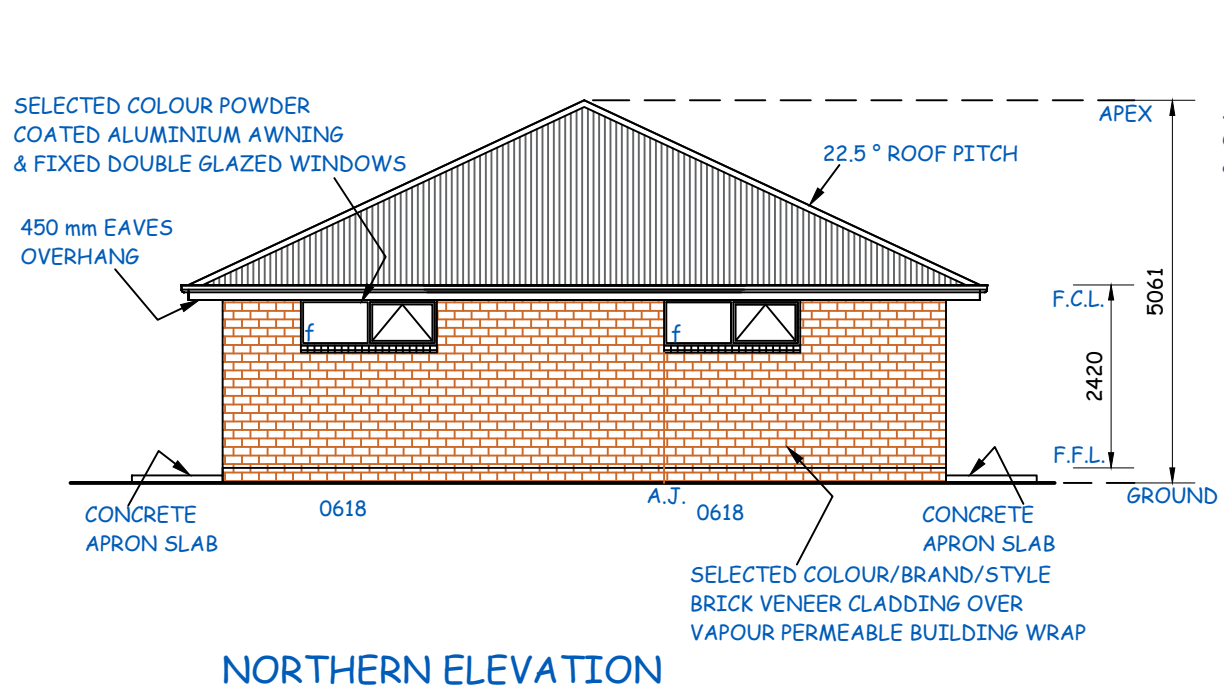 SELECTED COLOUR POWDER
COATED ALUMINIUM AWNING
& FIXED DOUBLE GLAZED WINDOWS
450 mm EAVES
OVERHANG
22.5 ° ROOF PITCH
APEX
F.C.L.
5061
2420
F.F.L.
GROUND
f
f
CONCRETE
APRON SLAB
0618
A.J.
0618
CONCRETE
APRON SLAB
SELECTED COLOUR/BRAND/STYLE
BRICK VENEER CLADDING OVER
VAPOUR PERMEABLE BUILDING WRAP
NORTHERN ELEVATION